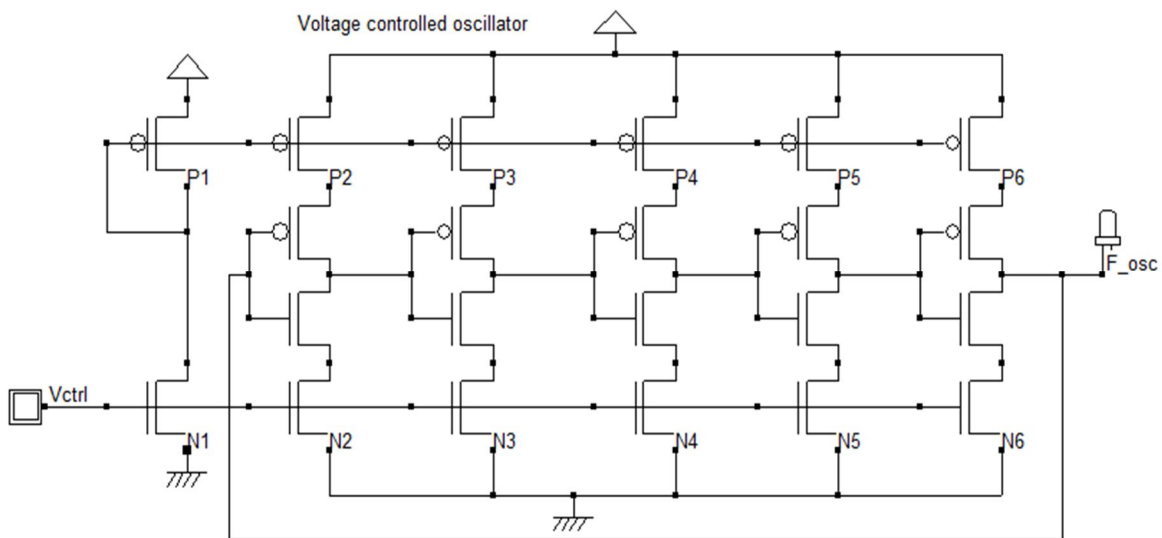 Voltage controlled oscillator
P1
P2
P3
P4
P5
P6
F_osc
Vctrl
N1
N2
N3
N4
N5
N6